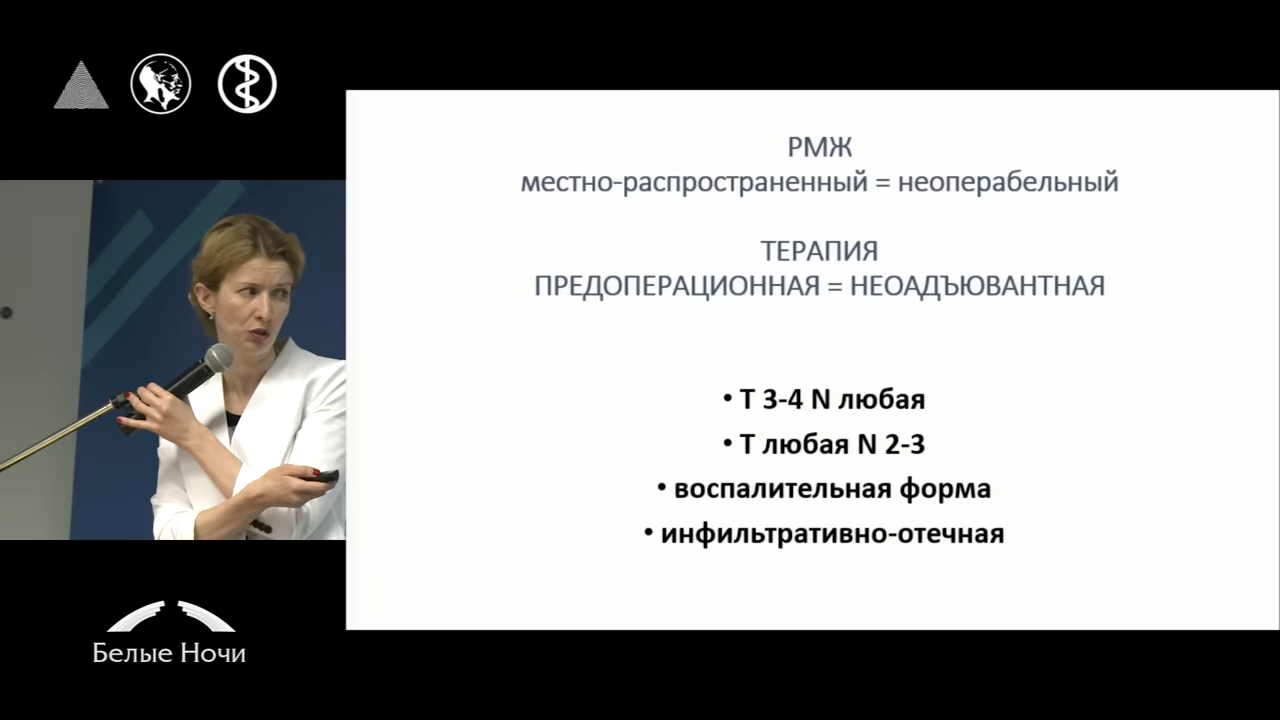 РМЖ
местно-распространенный = неоперабельный
ТЕРАПИЯ
ПРЕДОПЕРАЦИОННАЯ = НЕОАДЪЮВАНТНАЯ
• Т 3-4 N любая
• Т любая N 2-3
• воспалительная форма
• инфильтративно-отечная
Белые Ночи